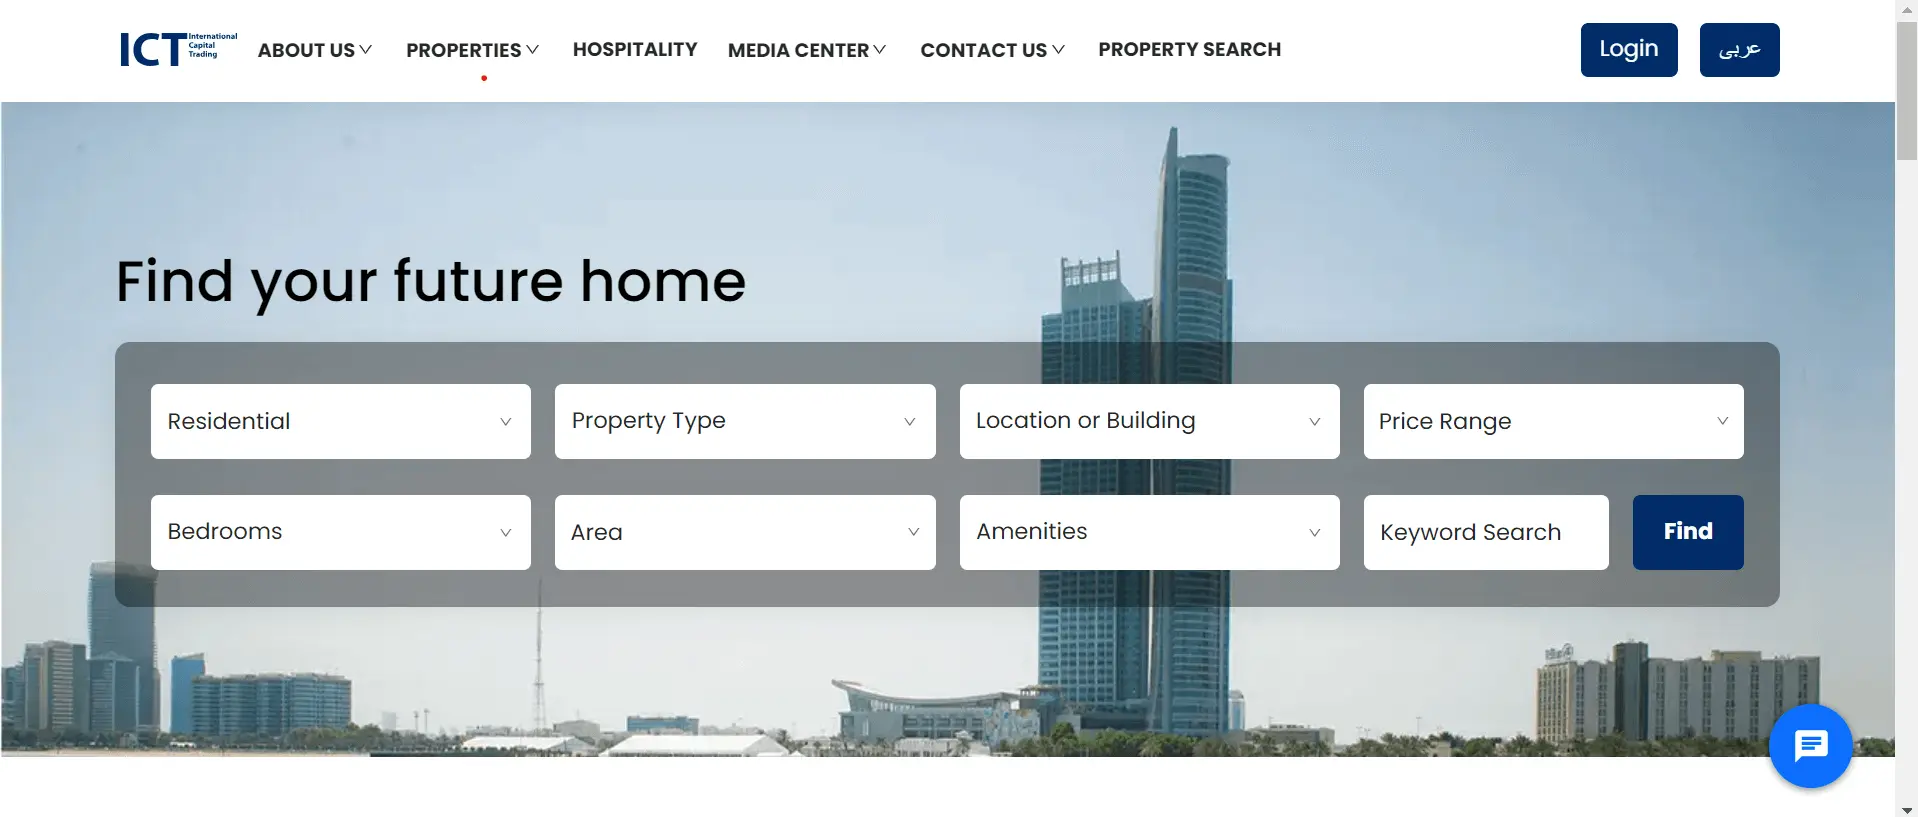 ICT International Capital Trading
ABOUT US
PROPERTIES
HOSPITALITY
MEDIA CENTER
CONTACT US
PROPERTY SEARCH
Login
عربى
Find your future home
Residential
Property Type
Location or Building
Price Range
Bedrooms
Area
Amenities
Keyword Search
Find